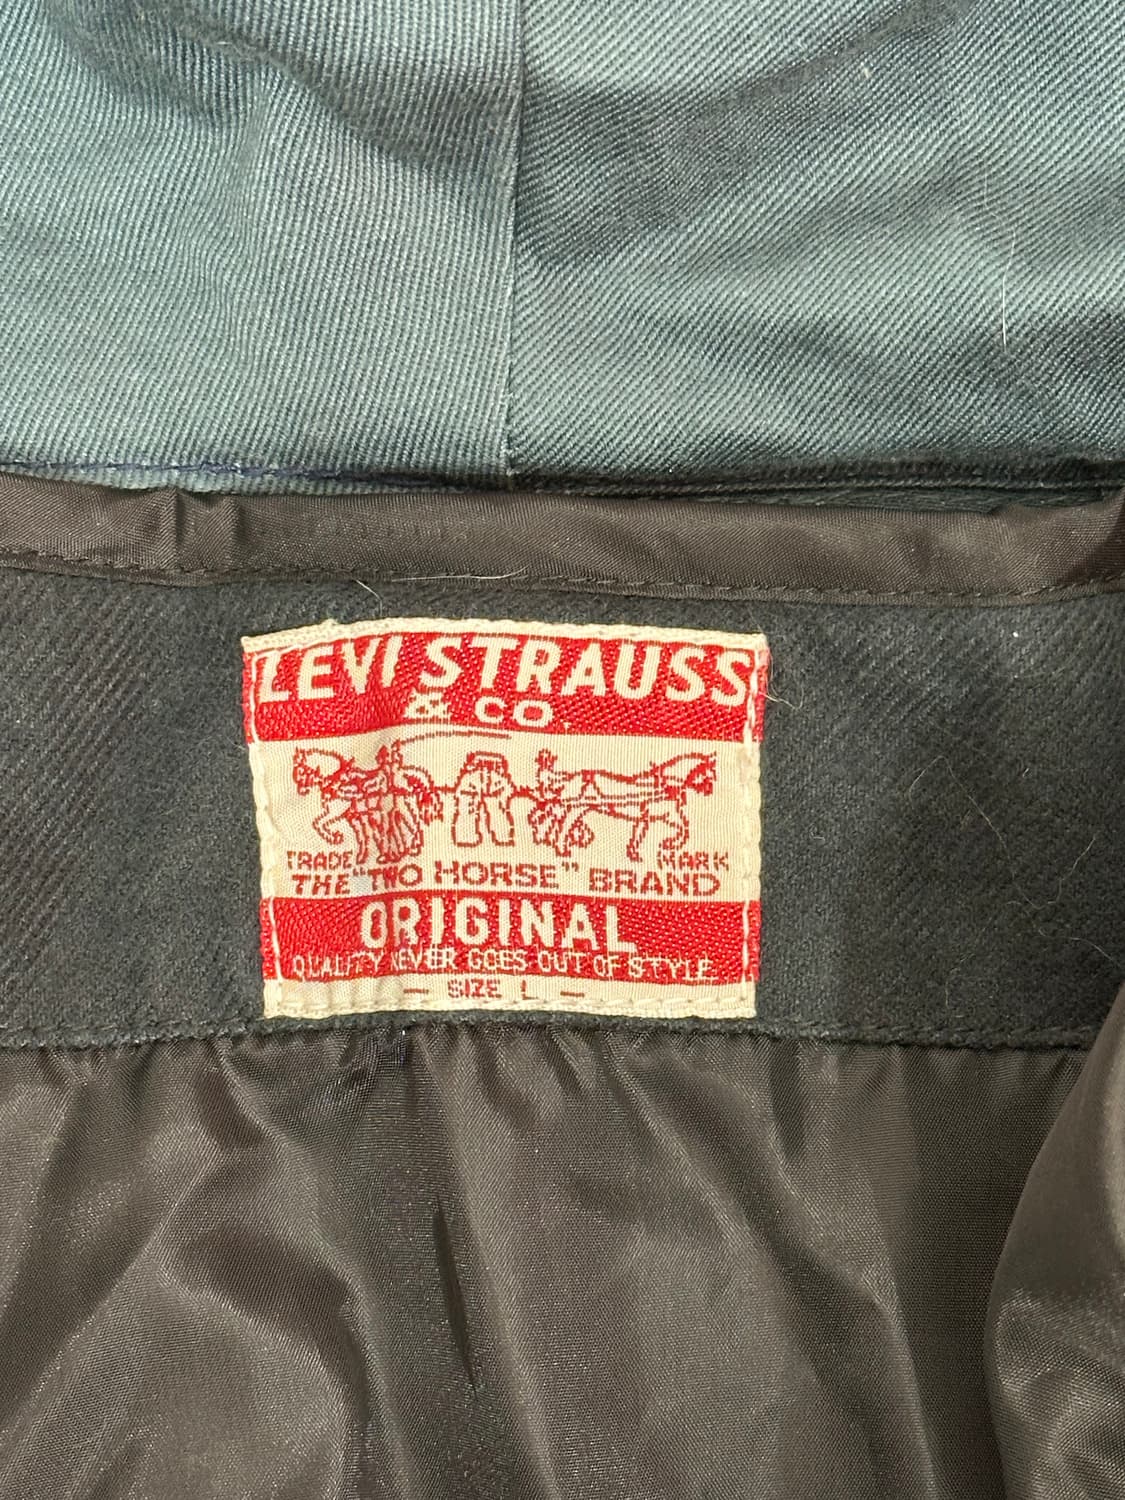 LEVI STRAUSS
& CO.
TRADE MARK
THE "TWO HORSE" BRAND
ORIGINAL
QUALITY NEVER GOES OUT OF STYLE
— SIZE L —